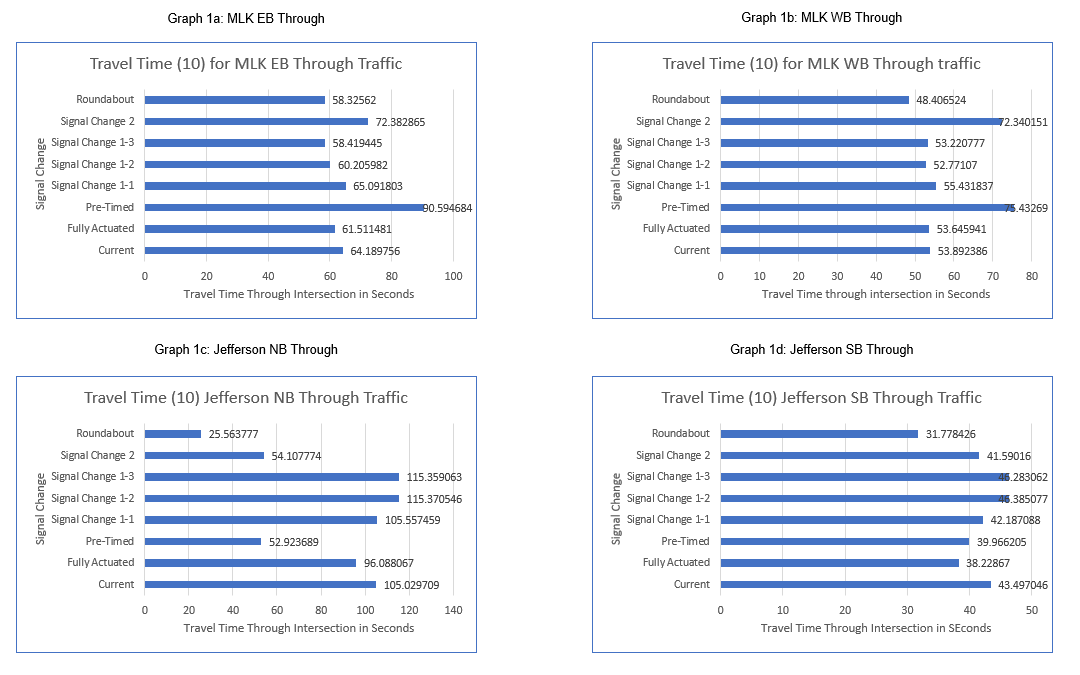 Graph 1a: MLK EB Through
Travel Time (10) for MLK EB Through Traffic
Signal Change
Roundabout 58.32562
Signal Change 2 72.382865
Signal Change 1-3 58.419445
Signal Change 1-2 60.205982
Signal Change 1-1 65.091803
Pre-Timed 90.594684
Fully Actuated 61.511481
Current 64.189756
0 20 40 60 80 100
Travel Time Through Intersection in Seconds
Graph 1b: MLK WB Through
Travel Time (10) for MLK WB Through traffic
Signal Change
Roundabout 48.406524
Signal Change 2 72.340151
Signal Change 1-3 53.220777
Signal Change 1-2 52.77107
Signal Change 1-1 55.431837
Pre-Timed 75.43269
Fully Actuated 53.645941
Current 53.892386
0 10 20 30 40 50 60 70 80
Travel Time through intersection in Seconds
Graph 1c: Jefferson NB Through
Travel Time (10) Jefferson NB Through Traffic
Signal Change
Roundabout 25.563777
Signal Change 2 54.107774
Signal Change 1-3 115.359063
Signal Change 1-2 115.370546
Signal Change 1-1 105.557459
Pre-Timed 52.923689
Fully Actuated 96.088067
Current 105.029709
0 20 40 60 80 100 120 140
Travel Time Through Intersection in Seconds
Graph 1d: Jefferson SB Through
Travel Time (10) Jefferson SB Through Traffic
Signal Change
Roundabout 31.778426
Signal Change 2 41.59016
Signal Change 1-3 46.283062
Signal Change 1-2 46.385077
Signal Change 1-1 42.187088
Pre-Timed 39.966205
Fully Actuated 38.22867
Current 43.497046
0 10 20 30 40 50
Travel Time Through Intersection in SEconds